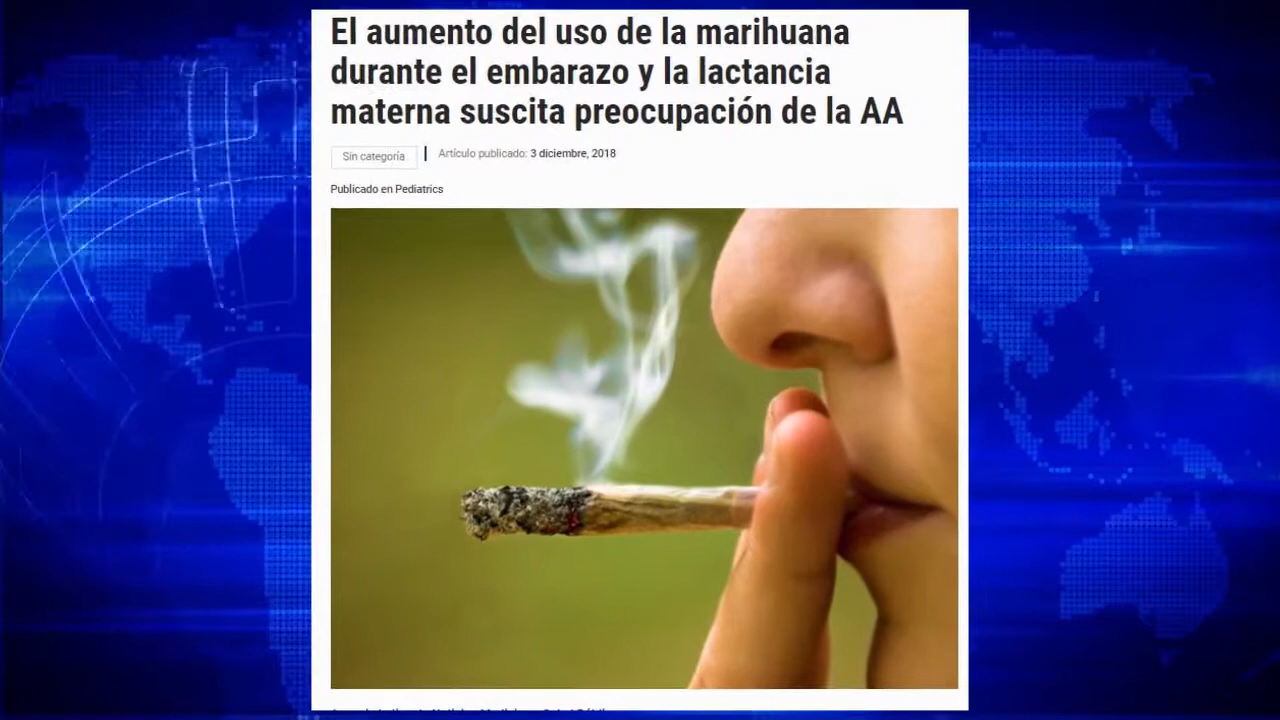 El aumento del uso de la marihuana
durante el embarazo y la lactancia
materna suscita preocupación de la AA
Sin categoría
Artículo publicado: 3 diciembre, 2018
Publicado en Pediatrics